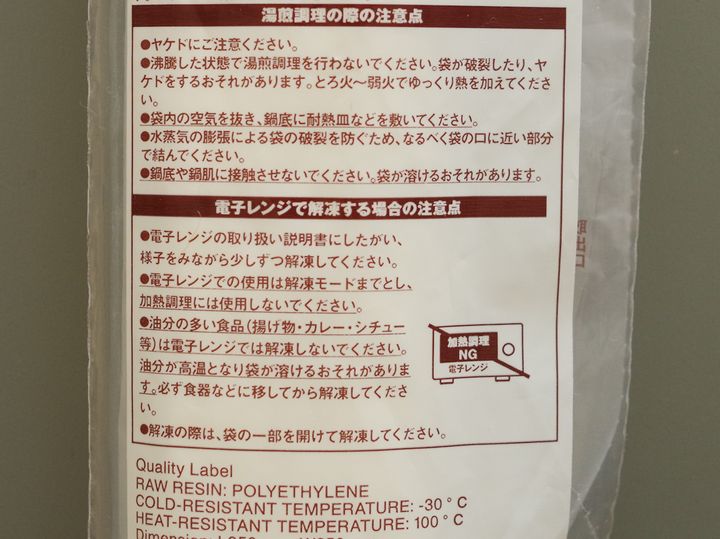 湯煎調理の際の注意点
●ヤケドにご注意ください。
●沸騰した状態で湯煎調理を行わないでください。袋が破裂したり、ヤ
ケドをするおそれがあります。とろ火〜弱火でゆっくり熱を加えてくださ
い。
●袋内の空気を抜き、鍋底に耐熱皿などを敷いてください。
●水蒸気の膨張による袋の破裂を防ぐため、なるべく袋の口に近い部分
で結んでください。
●鍋底や鍋肌に接触させないでください。袋が溶けるおそれがあります。
電子レンジで解凍する場合の注意点
●電子レンジの取り扱い説明書にしたがい、
様子をみながら少しずつ解凍してください。
●電子レンジでの使用は解凍モードまでとし、
加熱調理には使用しないでください。
●油分の多い食品(揚げ物・カレー・シチュー
等)は電子レンジでは解凍しないでください。
油分が高温となり袋が溶けるおそれがありま
す。必ず食器などに移してから解凍してくださ
い。
●解凍の際は、袋の一部を開けて解凍してください。
加熱調理
NG
電子レンジ
取出口
Quality Label
RAW RESIN: POLYETHYLENE
COLD-RESISTANT TEMPERATURE: -30 °C
HEAT-RESISTANT TEMPERATURE: 100 °C